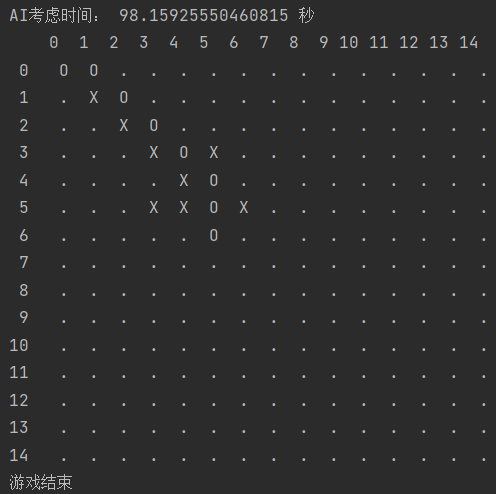 AI考虑时间： 98.15925550460815 秒
0 1 2 3 4 5 6 7 8 9 10 11 12 13 14
0 O O . . . . . . . . . . . . .
1 . X O . . . . . . . . . . . .
2 . . X O . . . . . . . . . . .
3 . . . X O X . . . . . . . . .
4 . . . . X O . . . . . . . . .
5 . . . X X O X . . . . . . . .
6 . . . . . O . . . . . . . . .
7 . . . . . . . . . . . . . . .
8 . . . . . . . . . . . . . . .
9 . . . . . . . . . . . . . . .
10 . . . . . . . . . . . . . . .
11 . . . . . . . . . . . . . . .
12 . . . . . . . . . . . . . . .
13 . . . . . . . . . . . . . . .
14 . . . . . . . . . . . . . . .
游戏结束